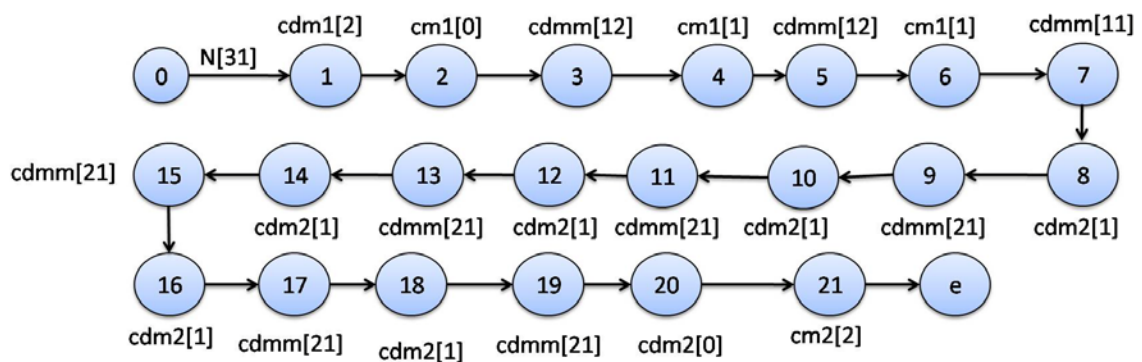 cdm1[2] cm1[0] cdmm[12] cm1[1] cdmm[12] cm1[1] cdmm[11]
N[31]
0 1 2 3 4 5 6 7
cdmm[21] 15 14 13 12 11 10 9 8
cdm2[1] cdmm[21] cdm2[1] cdmm[21] cdm2[1] cdmm[21] cdm2[1]
16 17 18 19 20 21 e
cdm2[1] cdmm[21] cdm2[1] cdmm[21] cdm2[0] cm2[2]